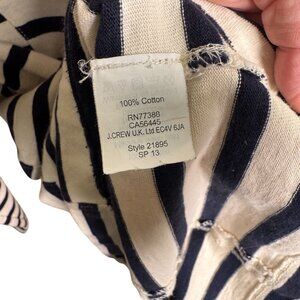 100% Cotton
RN77388
CA56445
J.CREW U.K. Ltd EC4V 6JA
Style 21895
SP 13